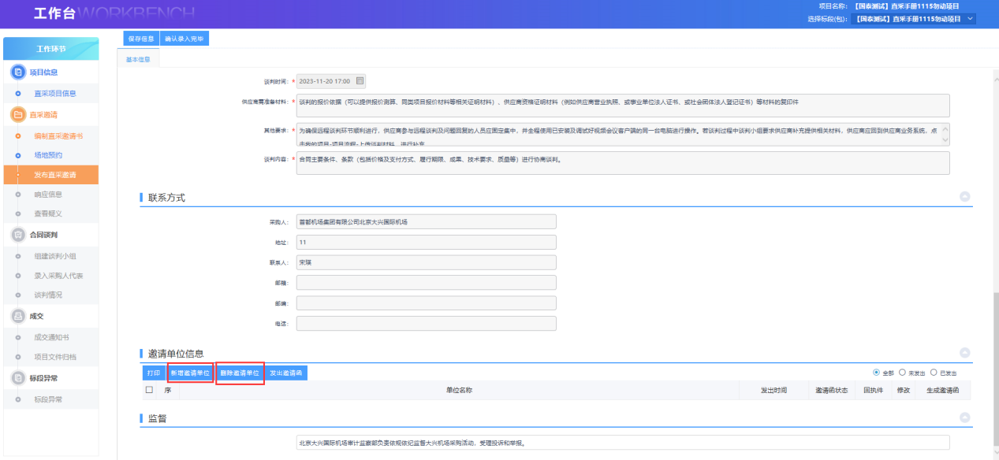 工作台WORKBENCH
项目名称: 【国泰测试】直采手册1115勿动项目
选择标段(包): 【国泰测试】直采手册1115勿动项目
工作环节
项目信息
直采项目信息
直采邀请
编制直采邀请书
场地预约
发布直采邀请
响应信息
查看疑义
合同谈判
组建谈判小组
录入采购人代表
谈判情况
成交
成交通知书
项目文件归档
标段异常
标段异常
保存信息 确认录入完毕
基本信息
谈判时间: * 2023-11-20 17:00
供应商需准备材料: * 谈判的报价依据（可以提供报价测算、同类项目报价材料等相关证明材料）、供应商资格证明材料（例如供应商营业执照、或事业单位法人证书、或社会团体法人登记证书）等材料的复印件
其他要求: * 为确保远程谈判环节顺利进行，供应商参与远程谈判及问题回复的人员应固定集中，并全程使用已安装及调试好视频会议客户端的同一台电脑进行操作。若谈判过程中谈判小组要求供应商补充提供相关材料，供应商应回到供应商业务系统，点
击我的项目-项目流程-上传谈判材料，进行补充
谈判内容: * 合同主要条件、条款（包括价格及支付方式、履行期限、成果、技术要求、质量等）进行协商谈判。
联系方式
采购人: 首都机场集团有限公司北京大兴国际机场
地址: 11
联系人: 宋瑛
邮箱:
邮编:
电话:
邀请单位信息
打印 新增邀请单位 删除邀请单位 发出邀请函
全部 未发出 已发出
序 单位名称 发出时间 邀请函状态 回执件 修改 生成邀请函
监督
北京大兴国际机场审计监察部负责依规依纪监督大兴机场采购活动，受理投诉和举报。